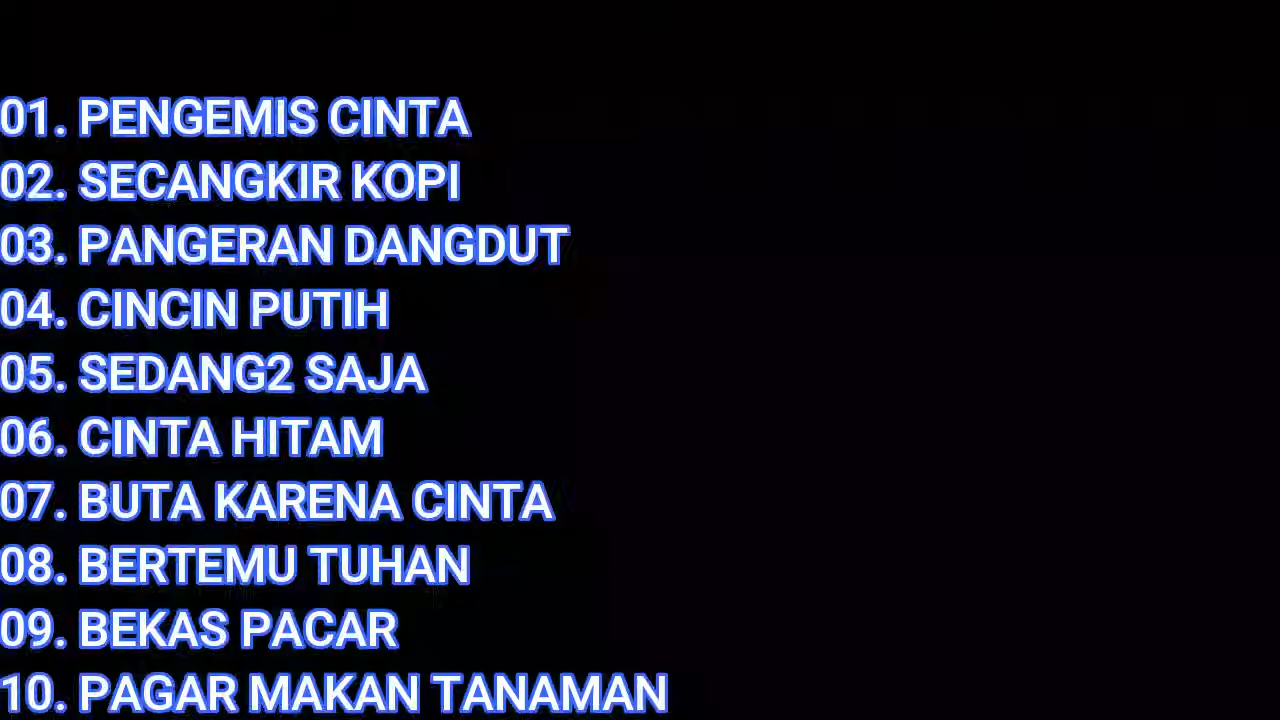 01. PENGEMIS CINTA
02. SECANGKIR KOPI
03. PANGERAN DANGDUT
04. CINCIN PUTIH
05. SEDANG2 SAJA
06. CINTA HITAM
07. BUTA KARENA CINTA
08. BERTEMU TUHAN
09. BEKAS PACAR
10. PAGAR MAKAN TANAMAN